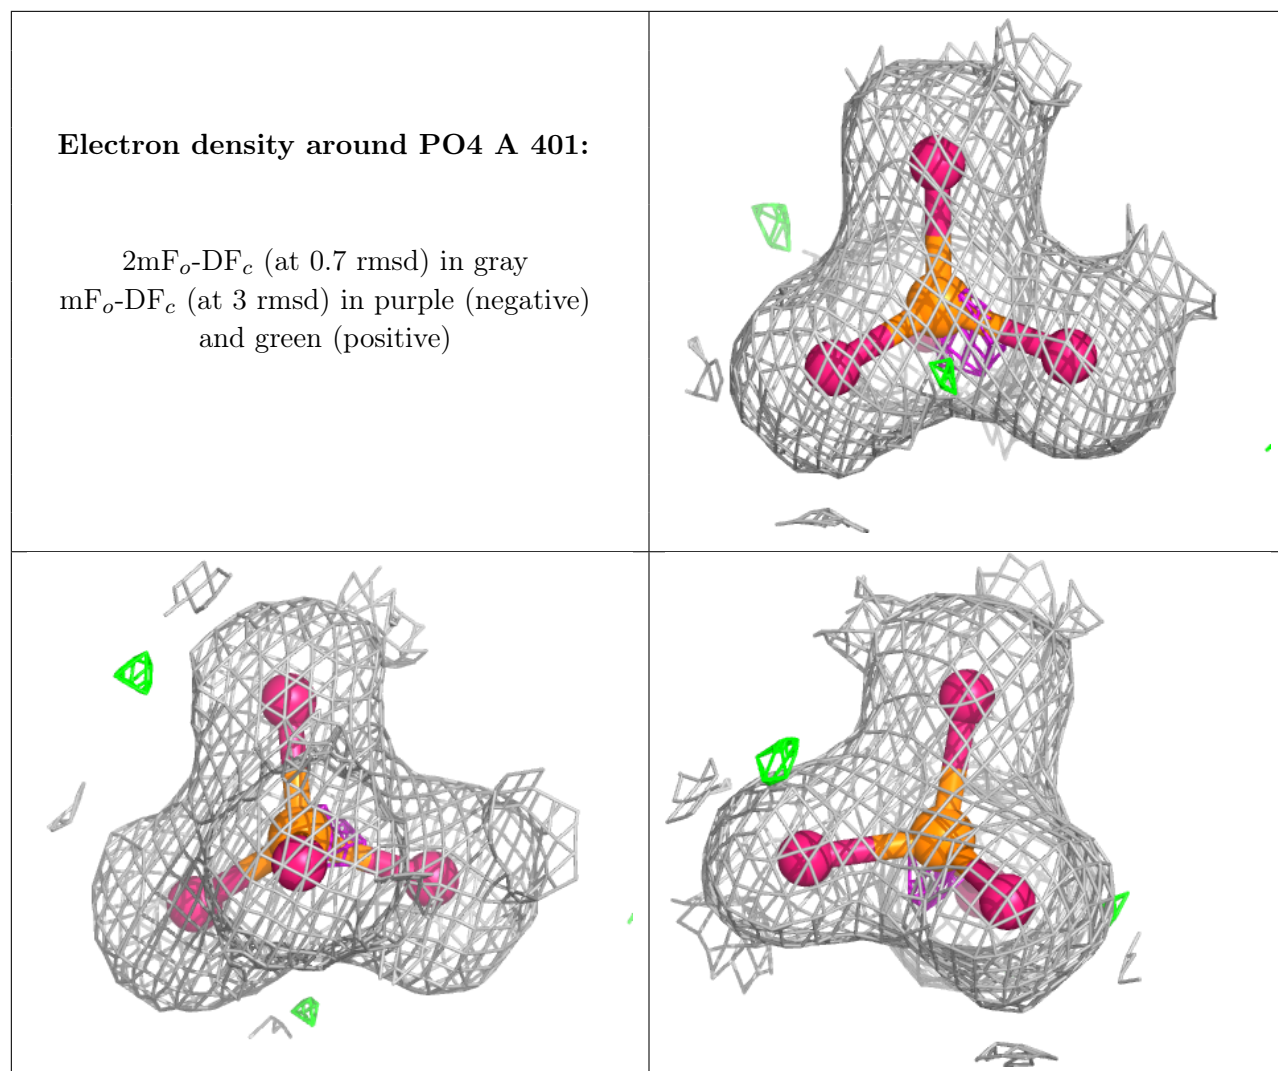 Electron density around PO4 A 401:
2mFo-DFc (at 0.7 rmsd) in gray
mFo-DFc (at 3 rmsd) in purple (negative)
and green (positive)